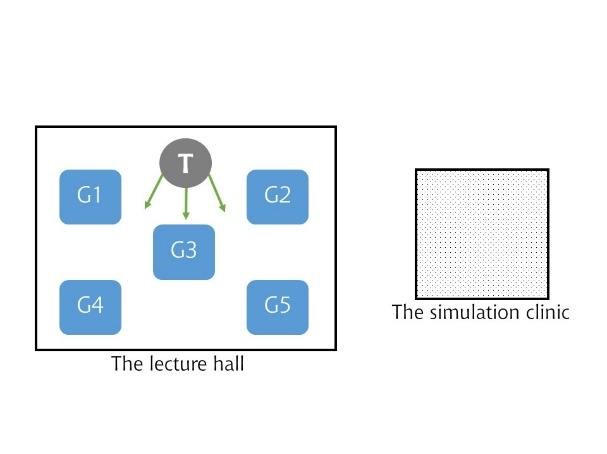 T
G1
G2
G3
G4
G5
The lecture hall
The simulation clinic